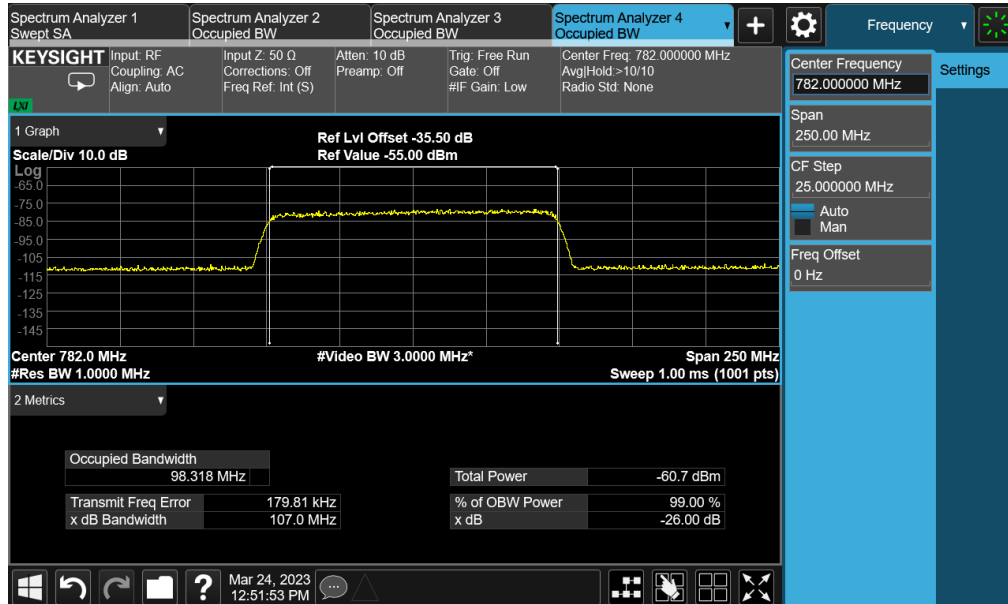 Spectrum Analyzer 1
Swept SA
Spectrum Analyzer 2
Occupied BW
Spectrum Analyzer 3
Occupied BW
Spectrum Analyzer 4
Occupied BW
+
Frequency
KEYSIGHT
LXI
Input: RF
Coupling: AC
Align: Auto
Input Z: 50 Ω
Corrections: Off
Freq Ref: Int (S)
Atten: 10 dB
Preamp: Off
Trig: Free Run
Gate: Off
#IF Gain: Low
Center Freq: 782.000000 MHz
Avg|Hold:>10/10
Radio Std: None
Center Frequency
782.000000 MHz
Settings
Span
250.00 MHz
CF Step
25.000000 MHz
Auto
Man
Freq Offset
0 Hz
1 Graph
Scale/Div 10.0 dB
Ref Lvl Offset -35.50 dB
Ref Value -55.00 dBm
Log
-65.0
-75.0
-85.0
-95.0
-105
-115
-125
-135
-145
Center 782.0 MHz
#Res BW 1.0000 MHz
#Video BW 3.0000 MHz*
Span 250 MHz
Sweep 1.00 ms (1001 pts)
2 Metrics
Occupied Bandwidth
98.318 MHz
Transmit Freq Error 179.81 kHz
x dB Bandwidth 107.0 MHz
Total Power -60.7 dBm
% of OBW Power 99.00 %
x dB -26.00 dB
?
Mar 24, 2023
12:51:53 PM